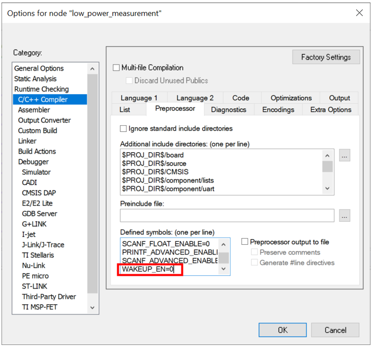 Options for node "low_power_measurement"
Category:
General Options
Static Analysis
Runtime Checking
C/C++ Compiler
Assembler
Output Converter
Custom Build
Linker
Build Actions
Debugger
Simulator
CADI
CMSIS DAP
E2/E2 Lite
GDB Server
G+LINK
I-jet
J-Link/J-Trace
TI Stellaris
Nu-Link
PE micro
ST-LINK
Third-Party Driver
TI MSP-FET
Factory Settings
Multi-file Compilation
Discard Unused Publics
Language 1 Language 2 Code Optimizations Output
List Preprocessor Diagnostics Encodings Extra Options
Ignore standard include directories
Additional include directories: (one per line)
$PROJ_DIR$/board
$PROJ_DIR$/source
$PROJ_DIR$/CMSIS
$PROJ_DIR$/component/lists
$PROJ_DIR$/component/uart
...
Preinclude file:
...
Defined symbols: (one per line)
SCANF_FLOAT_ENABLE=0
PRINTF_ADVANCED_ENABL
SCANF_ADVANCED_ENABLE
WAKEUP_EN=0
Preprocessor output to file
Preserve comments
Generate #line directives
OK Cancel